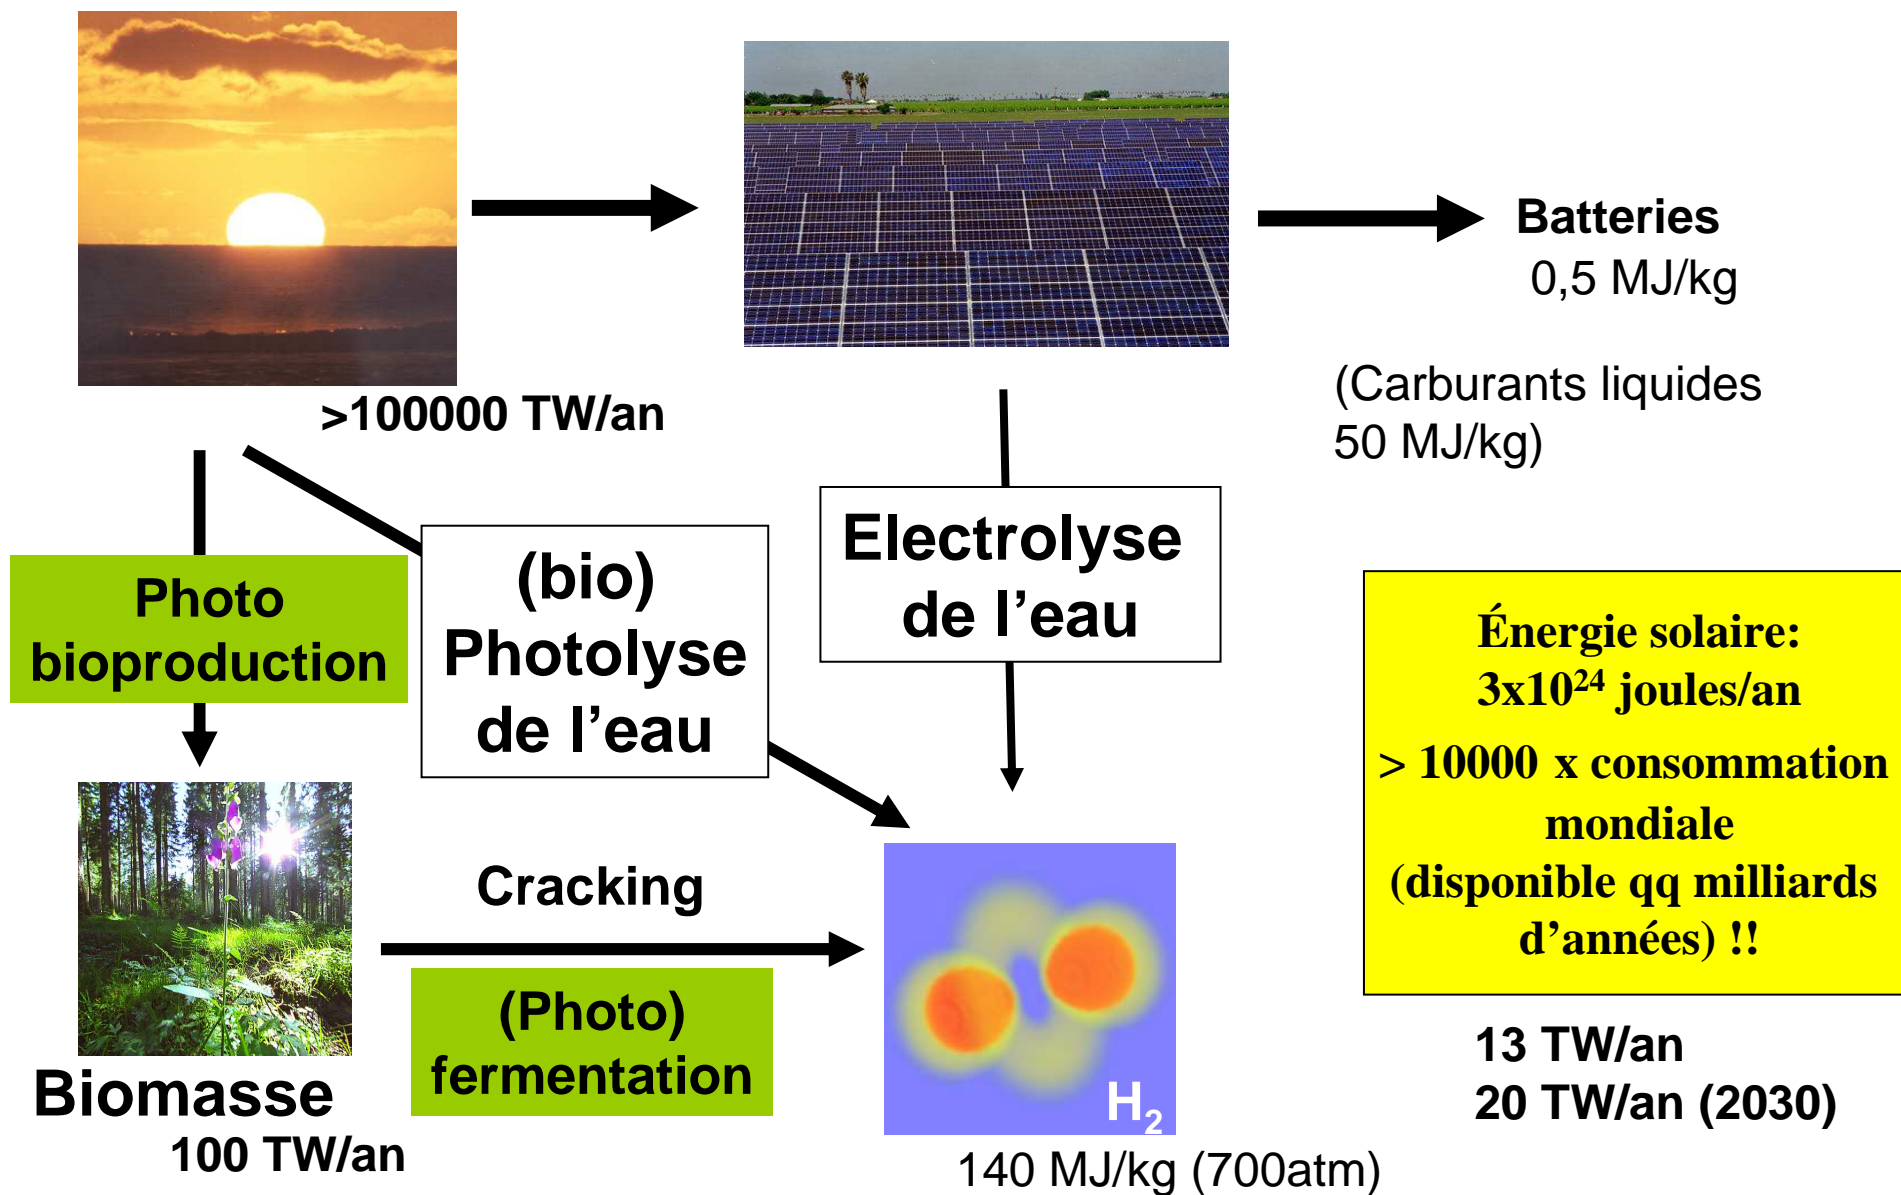 >100000 TW/an
Batteries
0,5 MJ/kg
(Carburants liquides
50 MJ/kg)
Photo
bioproduction
(bio)
Photolyse
de l’eau
Electrolyse
de l’eau
Énergie solaire:
3x10²⁴ joules/an
> 10000 x consommation
mondiale
(disponible qq milliards
d’années) !!
Biomasse
100 TW/an
Cracking
(Photo)
fermentation
H₂
140 MJ/kg (700atm)
13 TW/an
20 TW/an (2030)